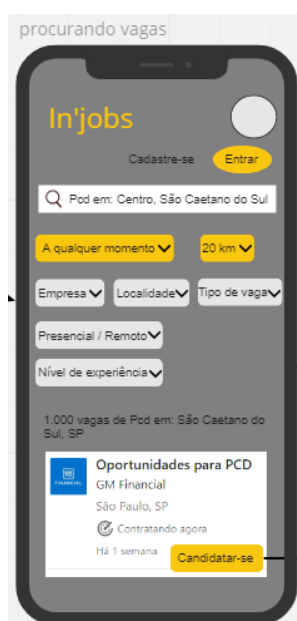 procurando vagas
In'jobs
Cadastre-se
Entrar
Pcd em: Centro, São Caetano do Sul
A qualquer momento
20 km
Empresa
Localidade
Tipo de vaga
Presencial / Remoto
Nível de experiência
1.000 vagas de Pcd em: São Caetano do
Sul, SP
Oportunidades para PCD
GM Financial
São Paulo, SP
Contratando agora
Há 1 semana
Candidatar-se